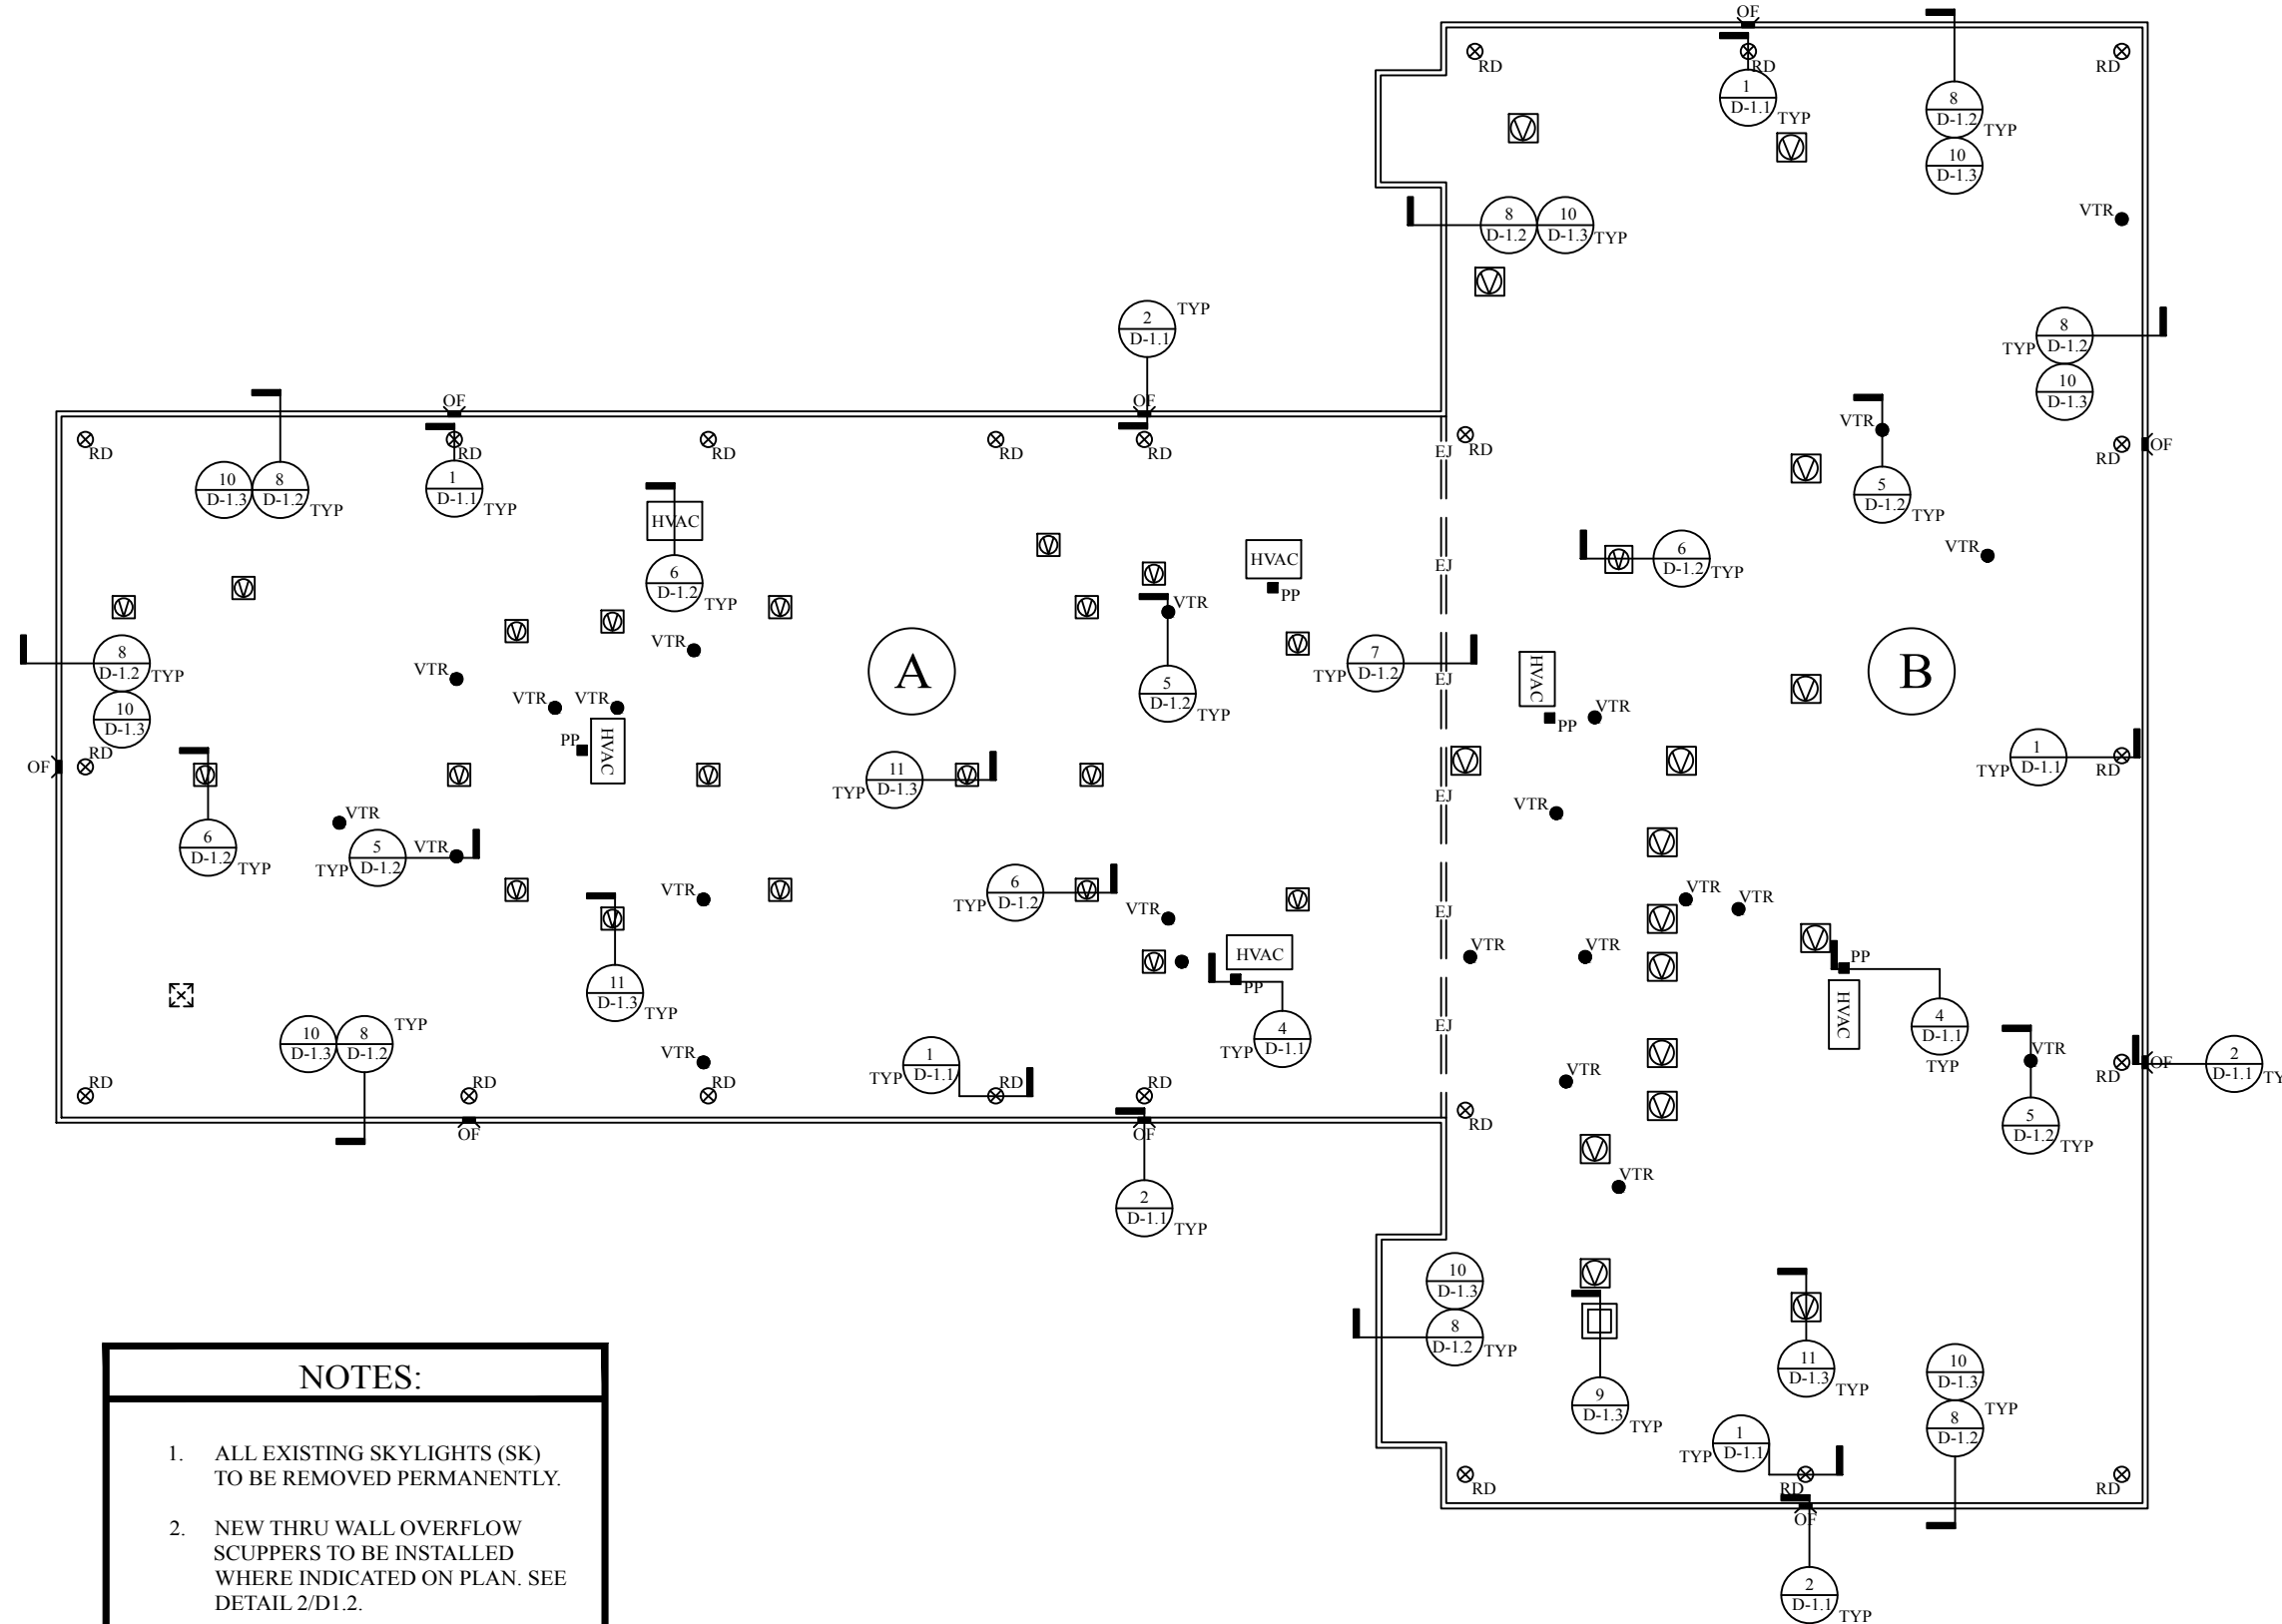 OF
RD
RD
RD
1
D-1.1
TYP
8
D-1.2
TYP
10
D-1.3
VTR
8
D-1.2
10
D-1.3
TYP
2
D-1.1
TYP
8
D-1.2
TYP
10
D-1.3
OF
OF
RD
RD
RD
RD
RD
EJ
RD
VTR
RD
OF
10
D-1.3
8
D-1.2
TYP
1
D-1.1
TYP
HVAC
5
D-1.2
TYP
6
D-1.2
TYP
HVAC
PP
EJ
6
D-1.2
TYP
VTR
VTR
VTR
8
D-1.2
TYP
10
D-1.3
VTR
VTR
VTR
A
5
D-1.2
TYP
7
D-1.2
TYP
EJ
HVAC
PP
VTR
B
OF
RD
PP
HVAC
11
D-1.3
TYP
EJ
1
D-1.1
TYP
RD
VTR
6
D-1.2
TYP
VTR
5
D-1.2
TYP
VTR
VTR
6
D-1.2
TYP
VTR
EJ
VTR
VTR
HVAC
PP
VTR
VTR
PP
HVAC
11
D-1.3
TYP
4
D-1.1
TYP
EJ
4
D-1.1
TYP
10
D-1.3
8
D-1.2
TYP
VTR
1
D-1.1
TYP
VTR
VTR
5
D-1.2
TYP
RD
OF
2
D-1.1
RD
RD
RD
RD
RD
RD
OF
OF
2
D-1.1
TYP
VTR
10
D-1.3
8
D-1.2
TYP
9
D-1.3
TYP
11
D-1.3
TYP
10
D-1.3
TYP
8
D-1.2
1
D-1.1
TYP
RD
RD
RD
OF
2
D-1.1
TYP
NOTES:
1. ALL EXISTING SKYLIGHTS (SK)
TO BE REMOVED PERMANENTLY.
2. NEW THRU WALL OVERFLOW
SCUPPERS TO BE INSTALLED
WHERE INDICATED ON PLAN. SEE
DETAIL 2/D1.2.